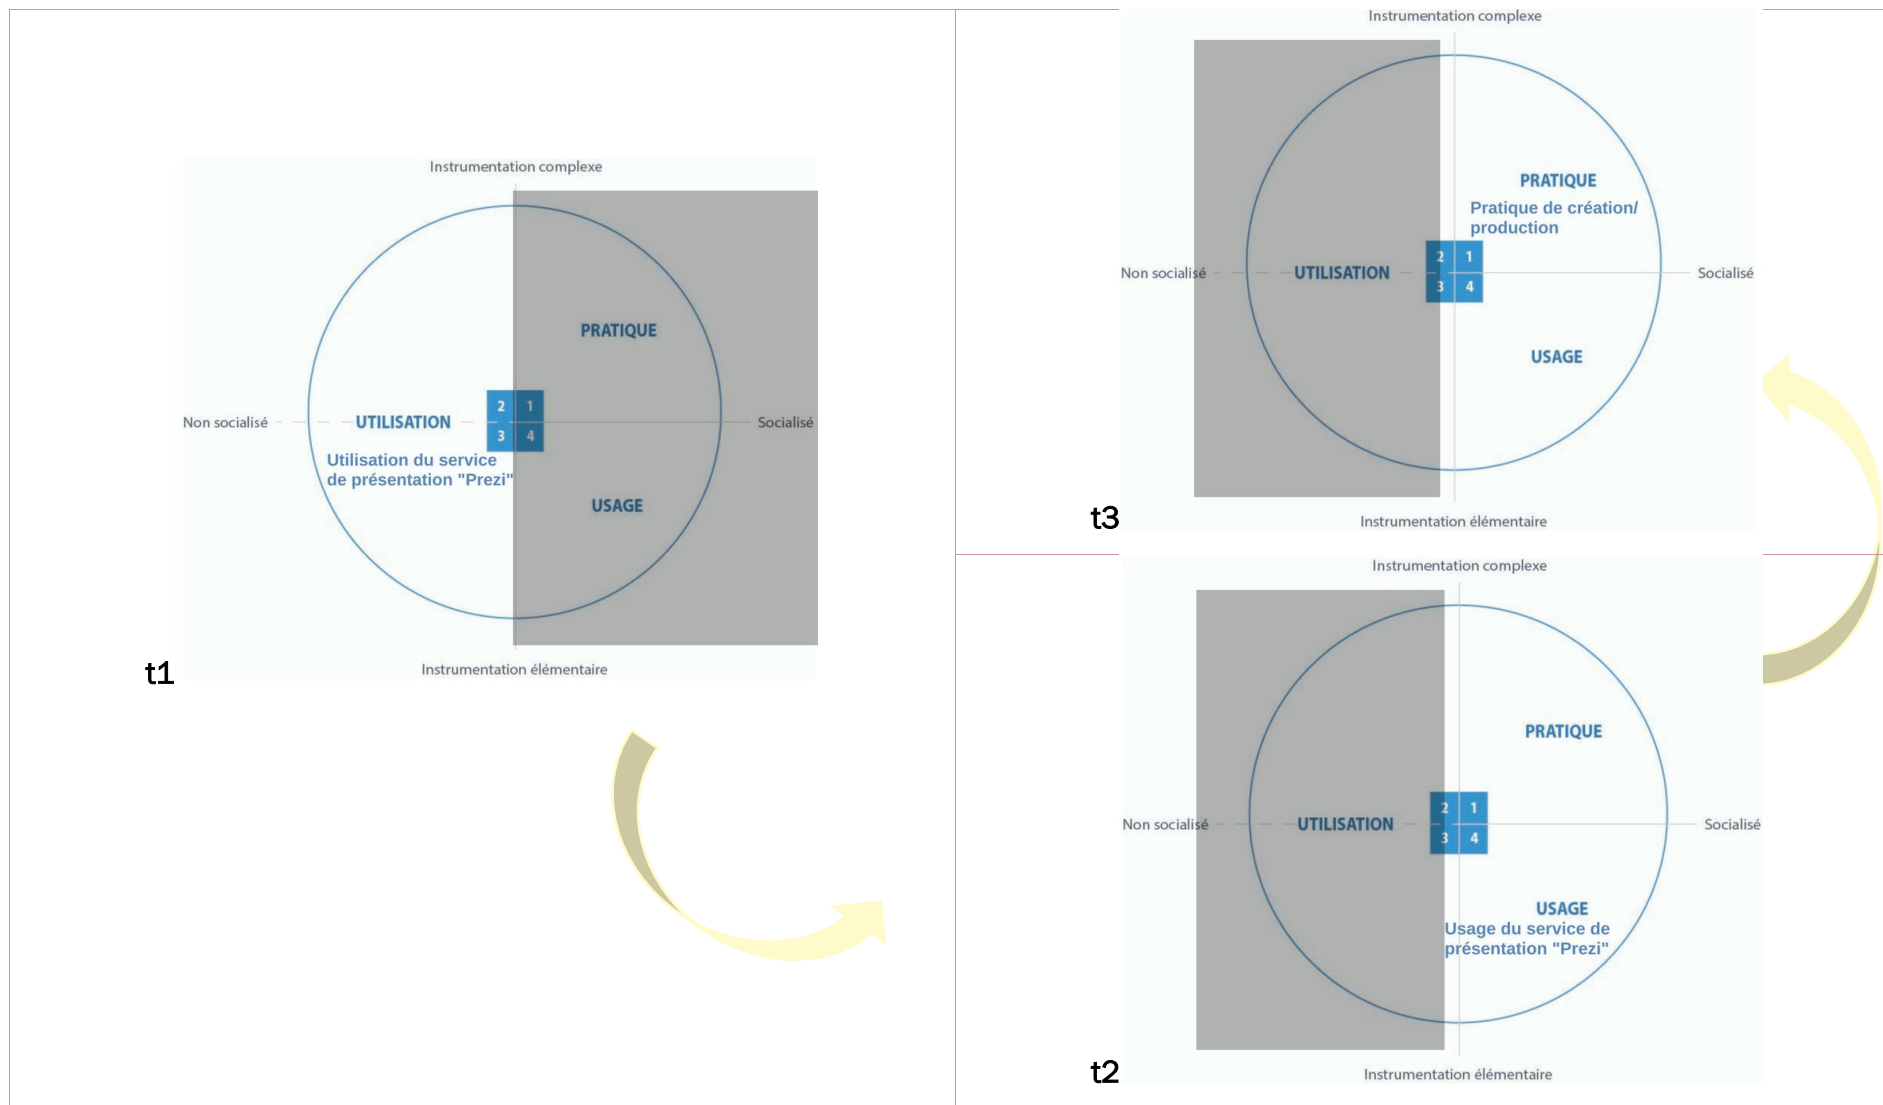 Instrumentation complexe
PRATIQUE
2 1
Non socialisé
UTILISATION
Socialisé
3 4
Utilisation du service
de présentation "Prezi"
USAGE
t1
Instrumentation élémentaire
Instrumentation complexe
PRATIQUE
Pratique de création/
production
2 1
Non socialisé
UTILISATION
Socialisé
3 4
USAGE
t3
Instrumentation élémentaire
Instrumentation complexe
PRATIQUE
2 1
Non socialisé
UTILISATION
Socialisé
3 4
USAGE
Usage du service de
présentation "Prezi"
t2
Instrumentation élémentaire